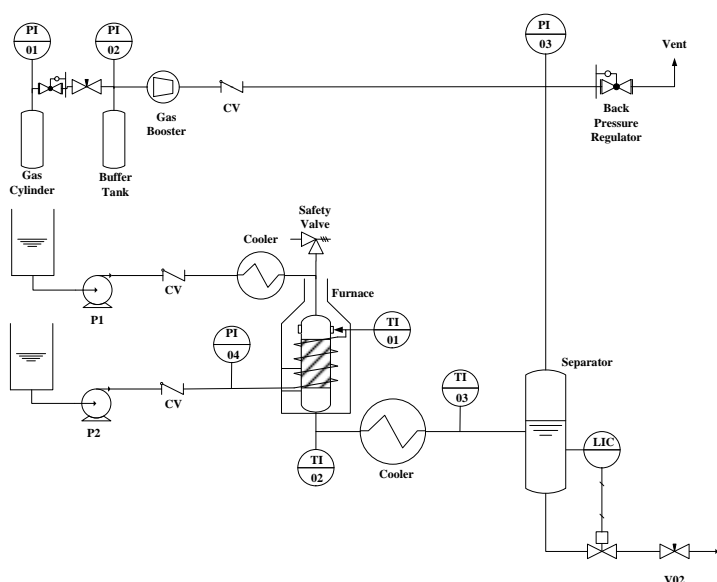 PI
01
PI
02
PI
03
Vent
CV
Gas
Booster
Back
Pressure
Regulator
Gas
Cylinder
Buffer
Tank
Safety
Valve
Cooler
CV
P1
Furnace
TI
01
PI
04
CV
P2
TI
02
Cooler
TI
03
Separator
LIC
V02